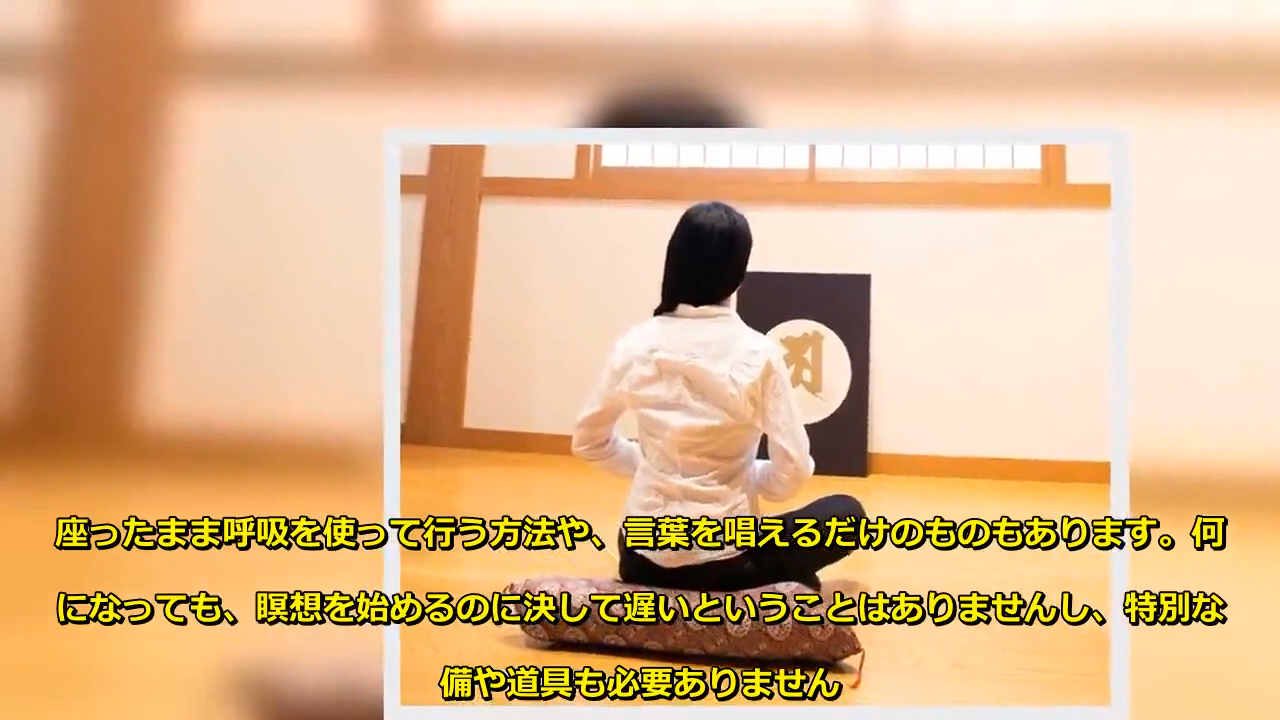 座ったまま呼吸を使って行う方法や、言葉を唱えるだけのものもあります。何
になっても、瞑想を始めるのに決して遅いということはありませんし、特別な
備や道具も必要ありません